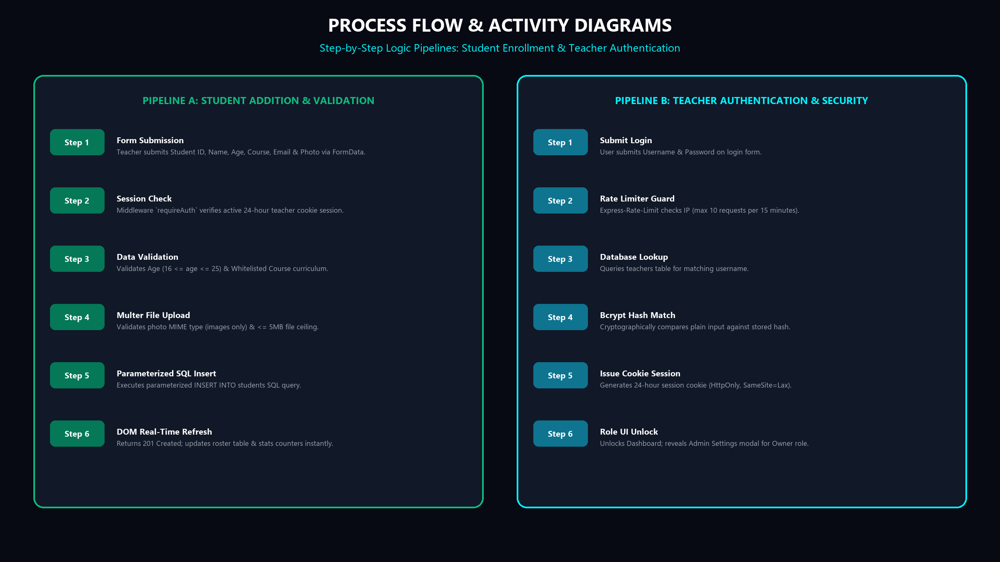 PROCESS FLOW & ACTIVITY DIAGRAMS
Step-by-Step Logic Pipelines: Student Enrollment & Teacher Authentication
PIPELINE A: STUDENT ADDITION & VALIDATION
Step 1
Form Submission
Teacher submits Student ID, Name, Age, Course, Email & Photo via FormData.
Step 2
Session Check
Middleware `requireAuth` verifies active 24-hour teacher cookie session.
Step 3
Data Validation
Validates Age (16 <= age <= 25) & Whitelisted Course curriculum.
Step 4
Multer File Upload
Validates photo MIME type (images only) & <= 5MB file ceiling.
Step 5
Parameterized SQL Insert
Executes parameterized INSERT INTO students SQL query.
Step 6
DOM Real-Time Refresh
Returns 201 Created; updates roster table & stats counters instantly.
PIPELINE B: TEACHER AUTHENTICATION & SECURITY
Step 1
Submit Login
User submits Username & Password on login form.
Step 2
Rate Limiter Guard
Express-Rate-Limit checks IP (max 10 requests per 15 minutes).
Step 3
Database Lookup
Queries teachers table for matching username.
Step 4
Bcrypt Hash Match
Cryptographically compares plain input against stored hash.
Step 5
Issue Cookie Session
Generates 24-hour session cookie (HttpOnly, SameSite=Lax).
Step 6
Role UI Unlock
Unlocks Dashboard; reveals Admin Settings modal for Owner role.